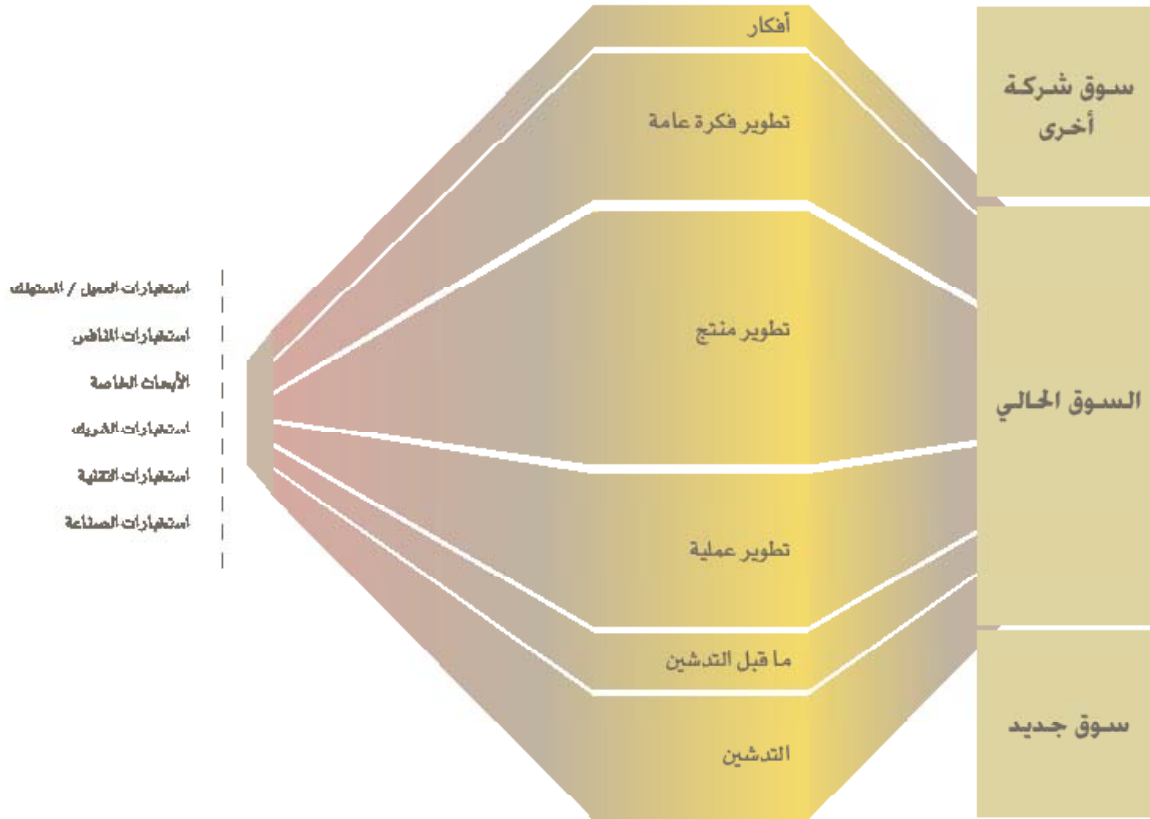 أفكار
تطوير فكرة عامة
تطوير منتج
تطوير عملية
ما قبل التدشين
التدشين
سوق شركة
أخرى
السوق الحالي
سوق جديد
استخبارات العميل / المستهلك
استخبارات المنافس
الأبحاث الخاصة
استخبارات الشريك
استخبارات التقنية
استخبارات الصناعة